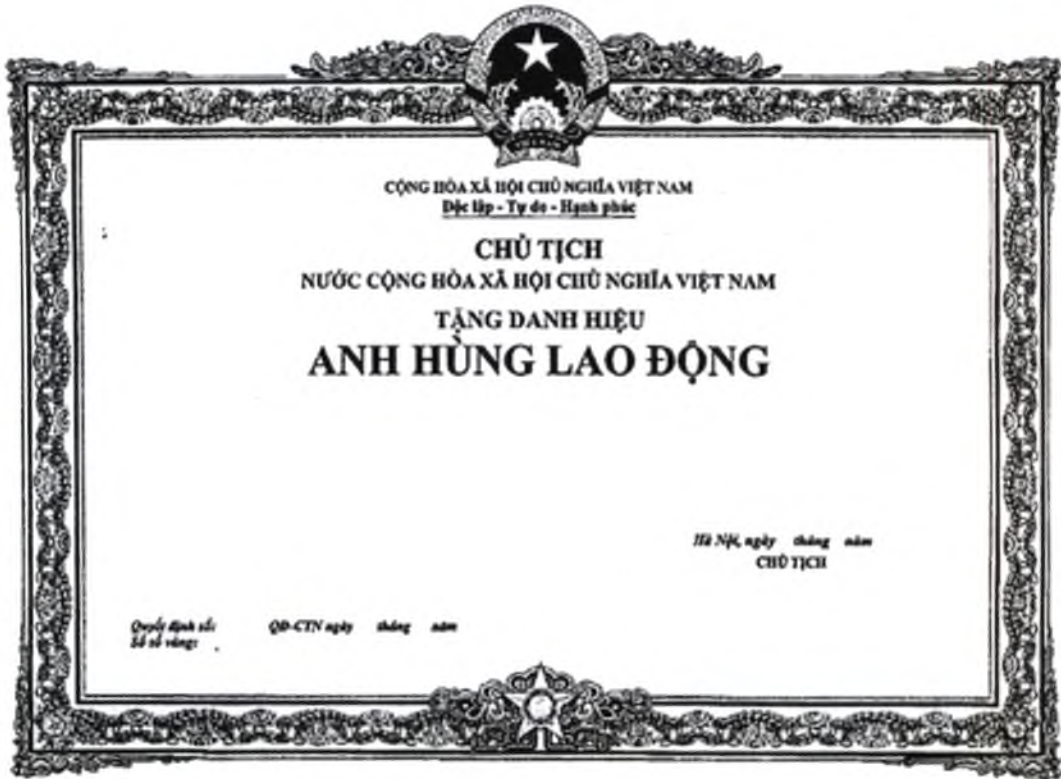 CỘNG HÒA XÃ HỘI CHỦ NGHĨA VIỆT NAM
Độc lập - Tự do - Hạnh phúc
CHỦ TỊCH
NƯỚC CỘNG HÒA XÃ HỘI CHỦ NGHĨA VIỆT NAM
TẶNG DANH HIỆU
ANH HÙNG LAO ĐỘNG
Hà Nội, ngày tháng năm
CHỦ TỊCH
Quyết định số: QĐ-CTN ngày tháng năm
Số sổ vàng: